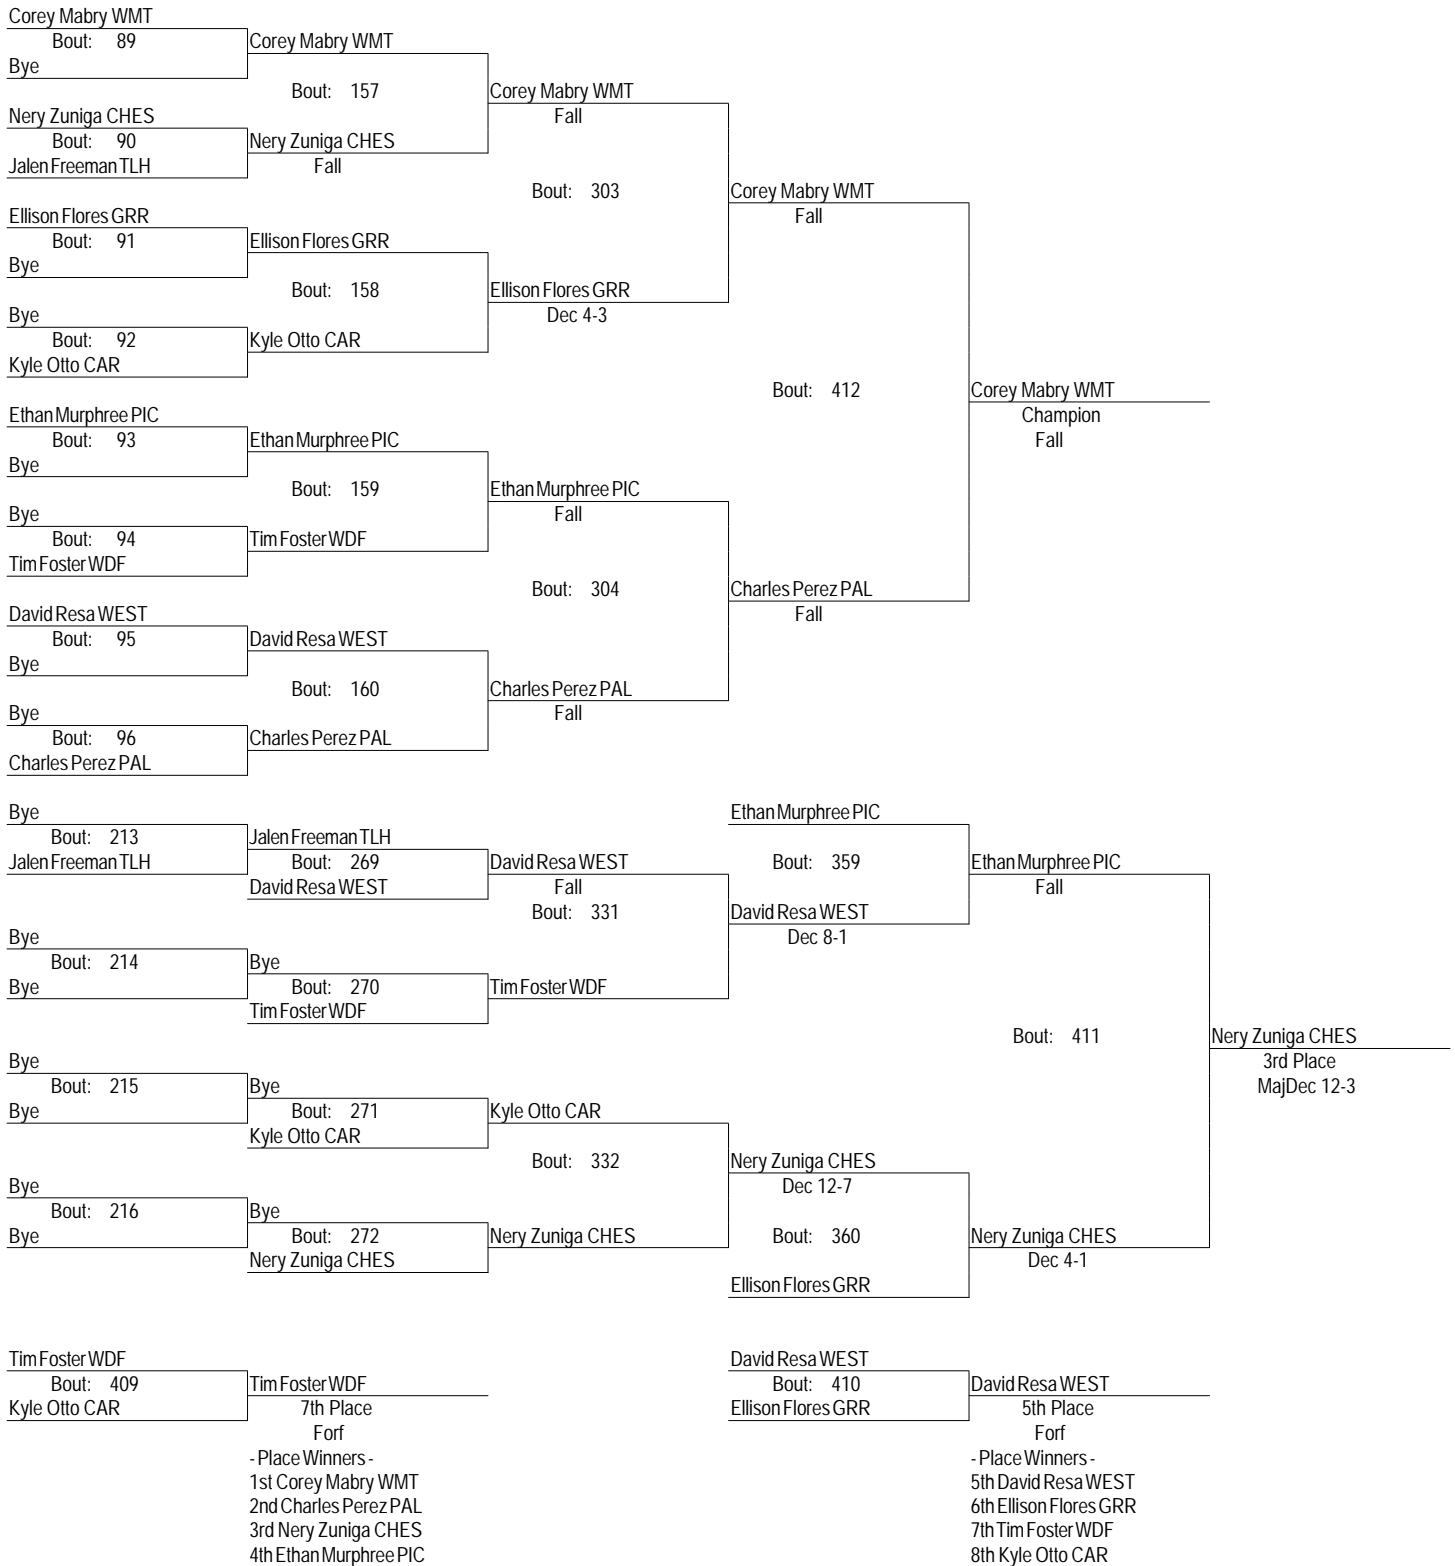 Corey Mabry WMT
Bout: 89
Corey Mabry WMT
Bye
Bout: 157
Corey Mabry WMT
Nery Zuniga CHES
Fall
Bout: 90
Nery Zuniga CHES
Jalen Freeman TLH
Fall
Bout: 303
Corey Mabry WMT
Ellison Flores GRR
Fall
Bout: 91
Ellison Flores GRR
Bye
Bout: 158
Ellison Flores GRR
Bye
Dec 4-3
Bout: 92
Kyle Otto CAR
Kyle Otto CAR
Bout: 412
Corey Mabry WMT
Ethan Murphree PIC
Champion
Bout: 93
Ethan Murphree PIC
Fall
Bye
Bout: 159
Ethan Murphree PIC
Bye
Fall
Bout: 94
Tim Foster WDF
Tim Foster WDF
Bout: 304
Charles Perez PAL
David Resa WEST
Fall
Bout: 95
David Resa WEST
Bye
Bout: 160
Charles Perez PAL
Bye
Fall
Bout: 96
Charles Perez PAL
Charles Perez PAL
Bye
Ethan Murphree PIC
Bout: 213
Jalen Freeman TLH
Jalen Freeman TLH
Bout: 269
David Resa WEST
Bout: 359
Ethan Murphree PIC
David Resa WEST
Fall
Fall
Bout: 331
David Resa WEST
Bye
Dec 8-1
Bout: 214
Bye
Bye
Bout: 270
Tim Foster WDF
Tim Foster WDF
Bout: 411
Nery Zuniga CHES
Bye
3rd Place
Bout: 215
Bye
MajDec 12-3
Bye
Bout: 271
Kyle Otto CAR
Kyle Otto CAR
Bout: 332
Nery Zuniga CHES
Bye
Dec 12-7
Bout: 216
Bye
Bye
Bout: 272
Nery Zuniga CHES
Bout: 360
Nery Zuniga CHES
Nery Zuniga CHES
Dec 4-1
Ellison Flores GRR
Tim Foster WDF
David Resa WEST
Bout: 409
Tim Foster WDF
Bout: 410
David Resa WEST
Kyle Otto CAR
7th Place
Ellison Flores GRR
5th Place
Forf
Forf
- Place Winners -
- Place Winners -
1st Corey Mabry WMT
5th David Resa WEST
2nd Charles Perez PAL
6th Ellison Flores GRR
3rd Nery Zuniga CHES
7th Tim Foster WDF
4th Ethan Murphree PIC
8th Kyle Otto CAR